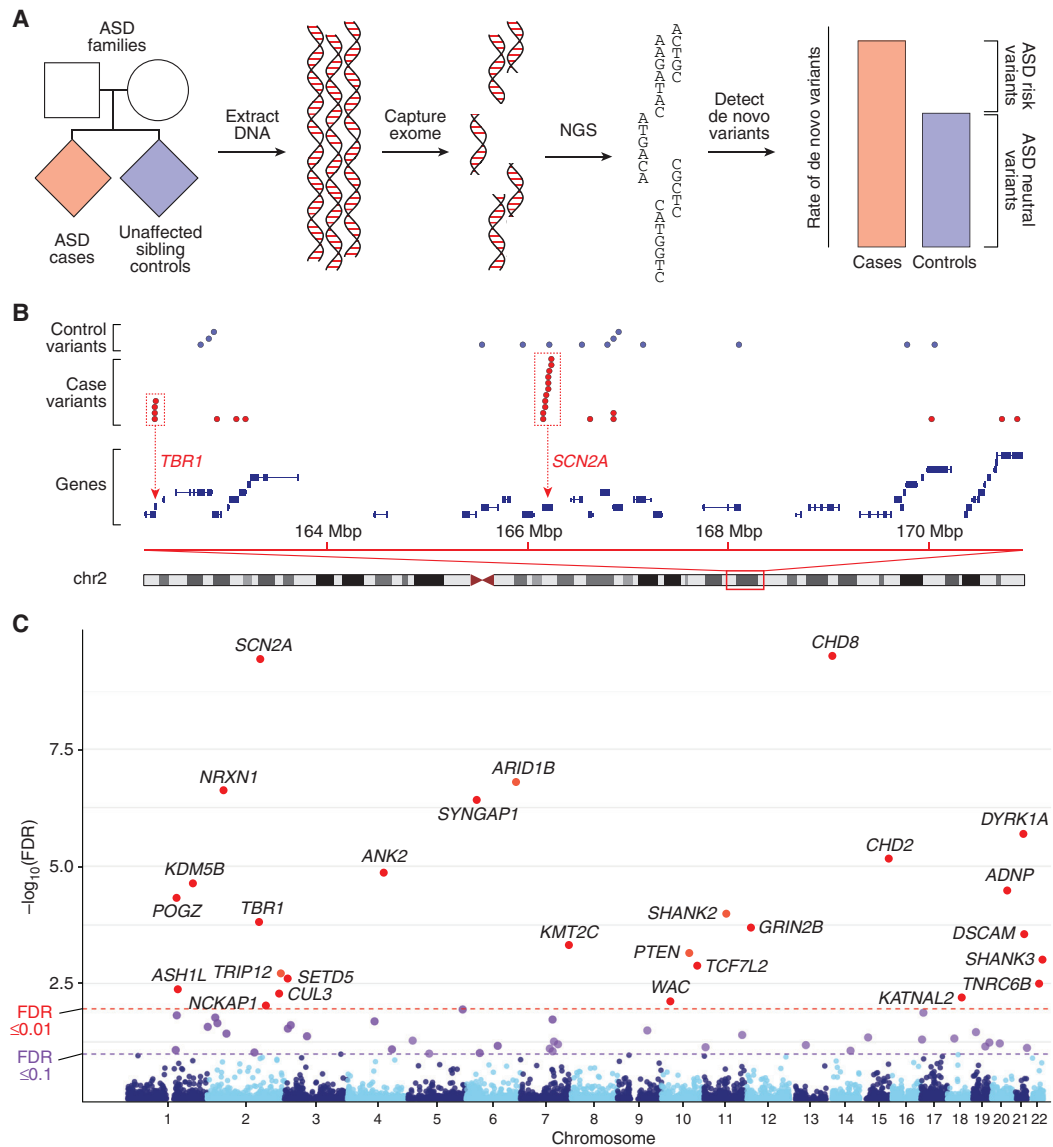 A
ASD
families
ASD
cases
Unaffected
sibling
controls
Extract
DNA
Capture
exome
NGS
ACTGC
AAGATAC
ATGACA
CGCTC
CATGGTC
Detect
de novo
variants
Rate of de novo variants
Cases
Controls
ASD risk
variants
ASD neutral
variants
B
Control
variants
Case
variants
Genes
TBR1
SCN2A
164 Mbp
166 Mbp
168 Mbp
170 Mbp
chr2
C
–log10(FDR)
7.5
5.0
2.5
FDR
≤0.01
FDR
≤0.1
SCN2A
CHD8
NRXN1
ARID1B
SYNGAP1
DYRK1A
CHD2
ANK2
KDM5B
ADNP
POGZ
TBR1
SHANK2
GRIN2B
KMT2C
DSCAM
PTEN
TCF7L2
SHANK3
ASH1L
TRIP12
SETD5
CUL3
NCKAP1
WAC
KATNAL2
TNRC6B
1 2 3 4 5 6 7 8 9 10 11 12 13 14 15 16 17 18 19 20 21 22
Chromosome